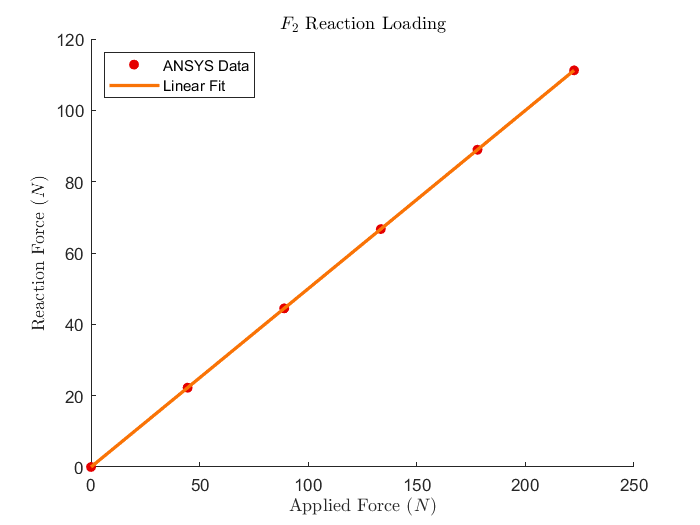 F₂ Reaction Loading
120
100
80
60
40
20
0
ANSYS Data
Linear Fit
Reaction Force (N)
0 50 100 150 200 250
Applied Force (N)